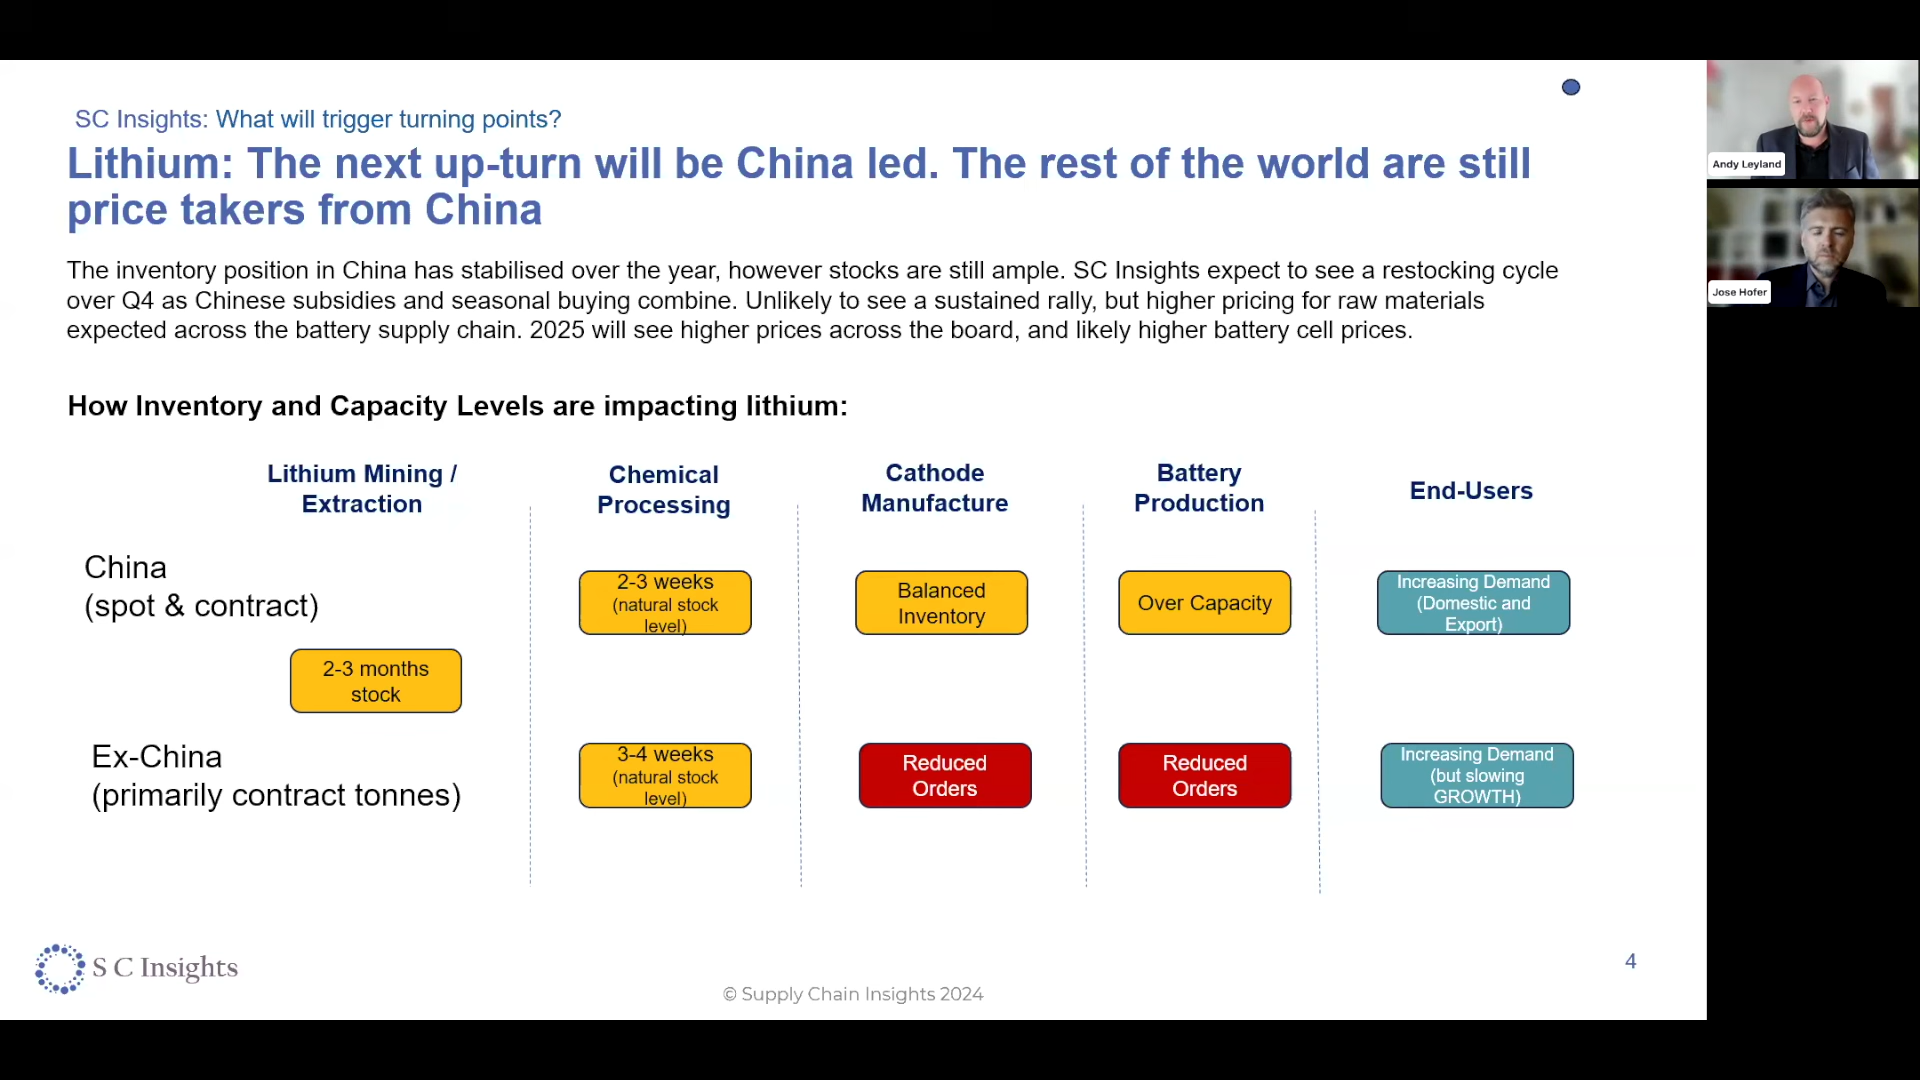 SC Insights: What will trigger turning points?
Lithium: The next up-turn will be China led. The rest of the world are still
price takers from China
The inventory position in China has stabilised over the year, however stocks are still ample. SC Insights expect to see a restocking cycle
over Q4 as Chinese subsidies and seasonal buying combine. Unlikely to see a sustained rally, but higher pricing for raw materials
expected across the battery supply chain. 2025 will see higher prices across the board, and likely higher battery cell prices.
How Inventory and Capacity Levels are impacting lithium:
Lithium Mining /
Extraction
Chemical
Processing
Cathode
Manufacture
Battery
Production
End-Users
China
(spot & contract)
2-3 weeks
(natural stock
level)
Balanced
Inventory
Over Capacity
Increasing Demand
(Domestic and
Export)
2-3 months
stock
Ex-China
(primarily contract tonnes)
3-4 weeks
(natural stock
level)
Reduced
Orders
Reduced
Orders
Increasing Demand
(but slowing
GROWTH)
S C Insights
© Supply Chain Insights 2024
4
Andy Leyland
Jose Hofer